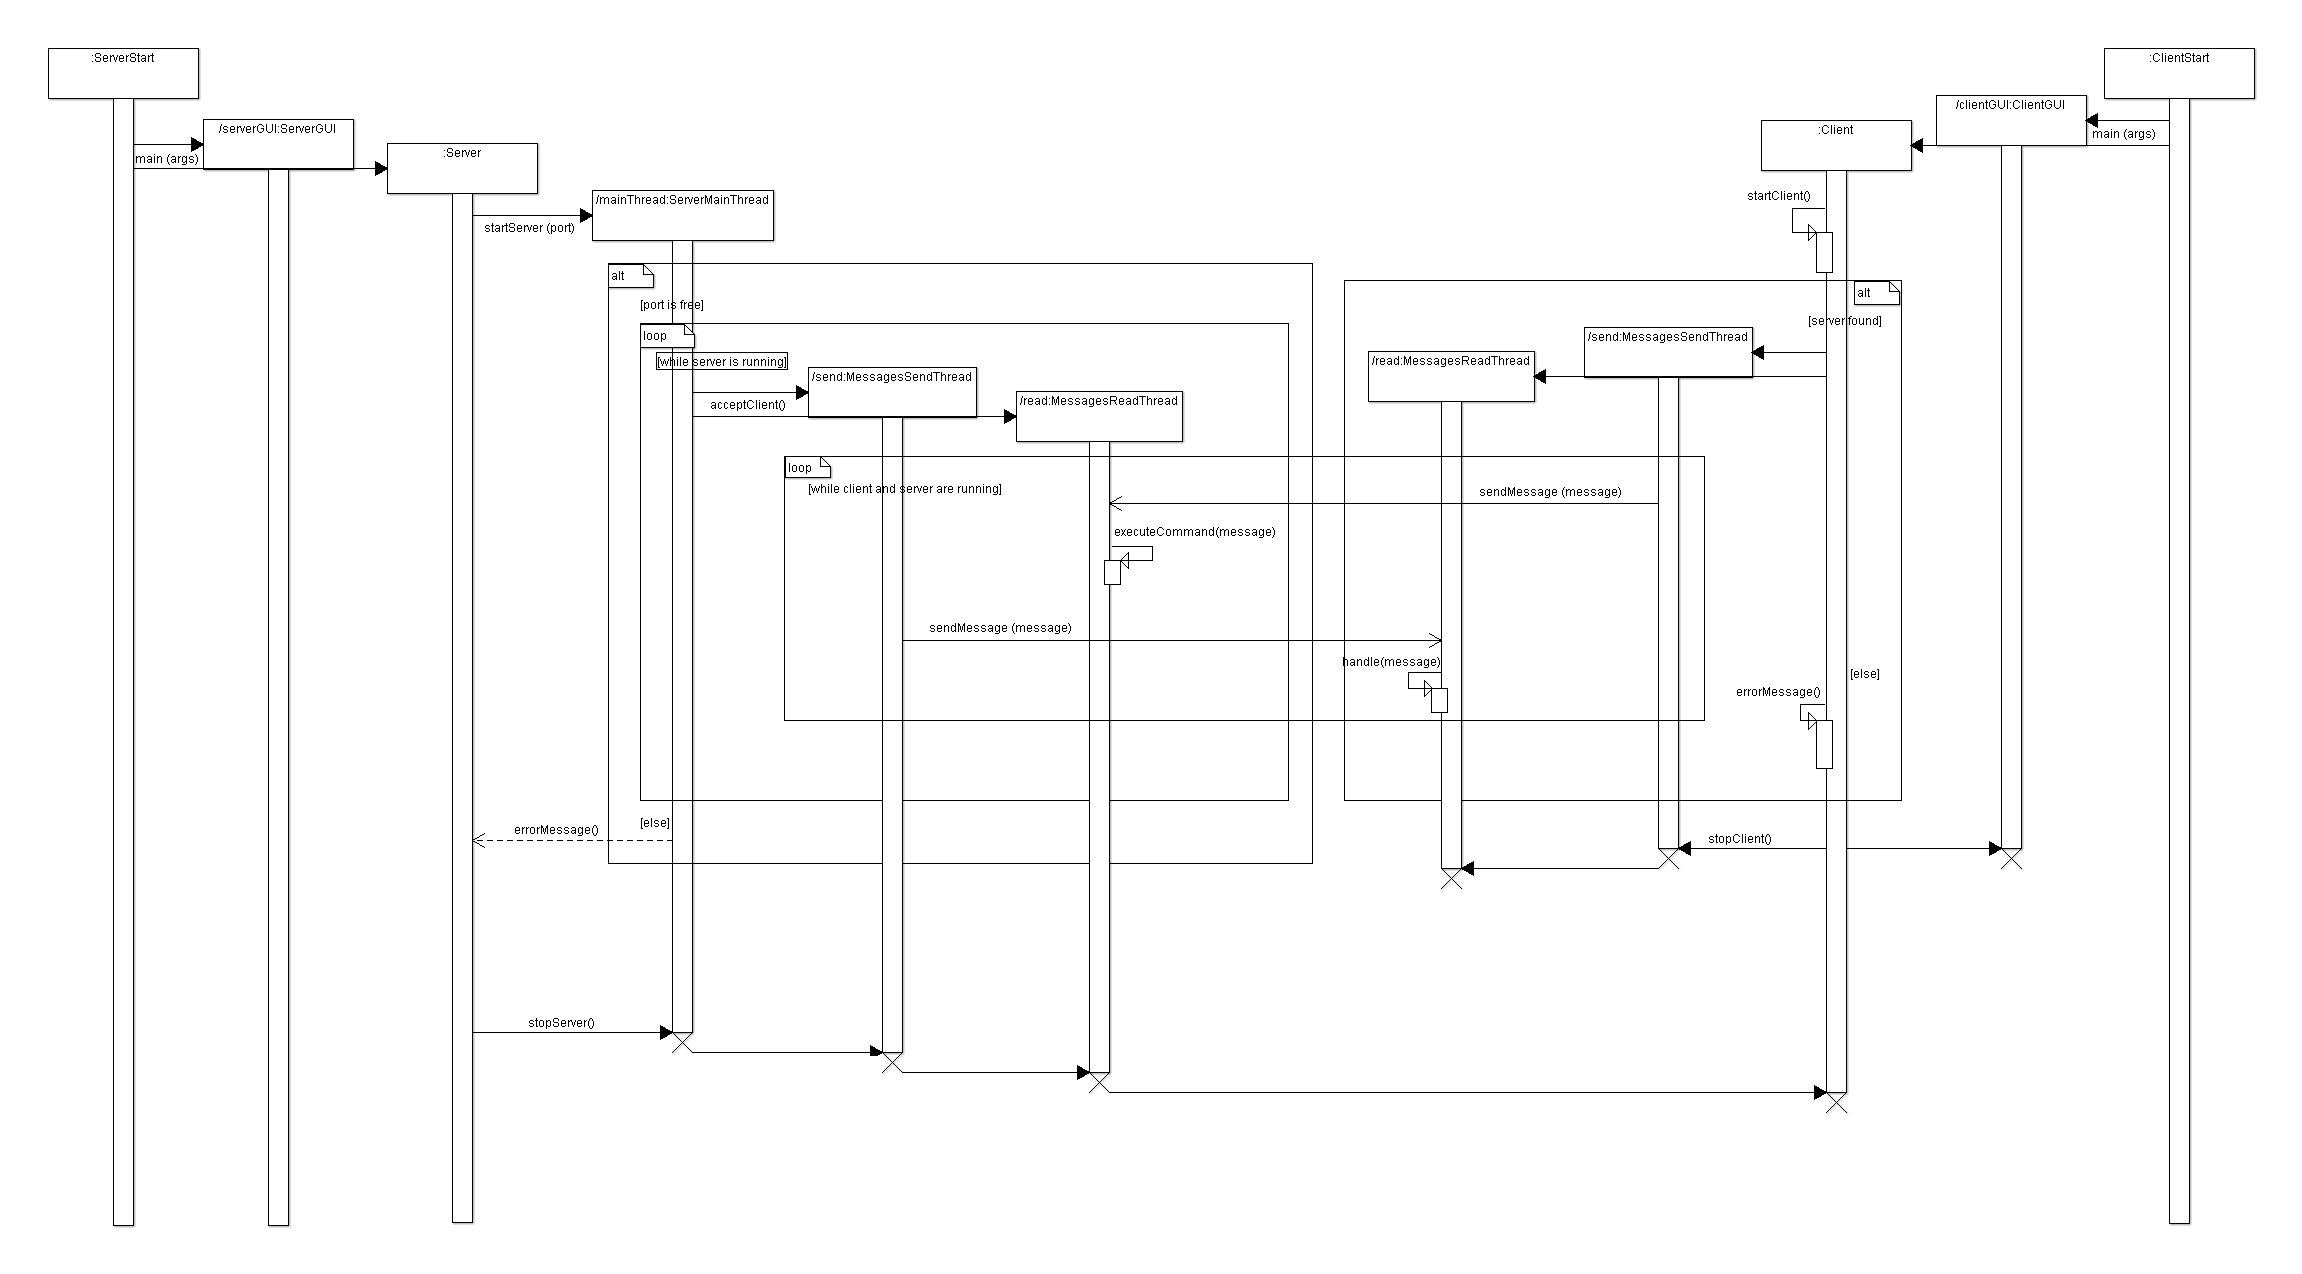 :ServerStart
:ClientStart
/clientGUI:ClientGUI
/serverGUI:ServerGUI
:Client
main (args)
:Server
main (args)
startClient()
/mainThread:ServerMainThread
startServer (port)
alt
alt
[port is free]
[server found]
loop
/send:MessagesSendThread
[while server is running]
/read:MessagesReadThread
/send:MessagesSendThread
acceptClient()
/read:MessagesReadThread
loop
[while client and server are running]
sendMessage (message)
executeCommand(message)
sendMessage (message)
handle(message)
[else]
errorMessage()
[else]
errorMessage()
stopClient()
stopServer()